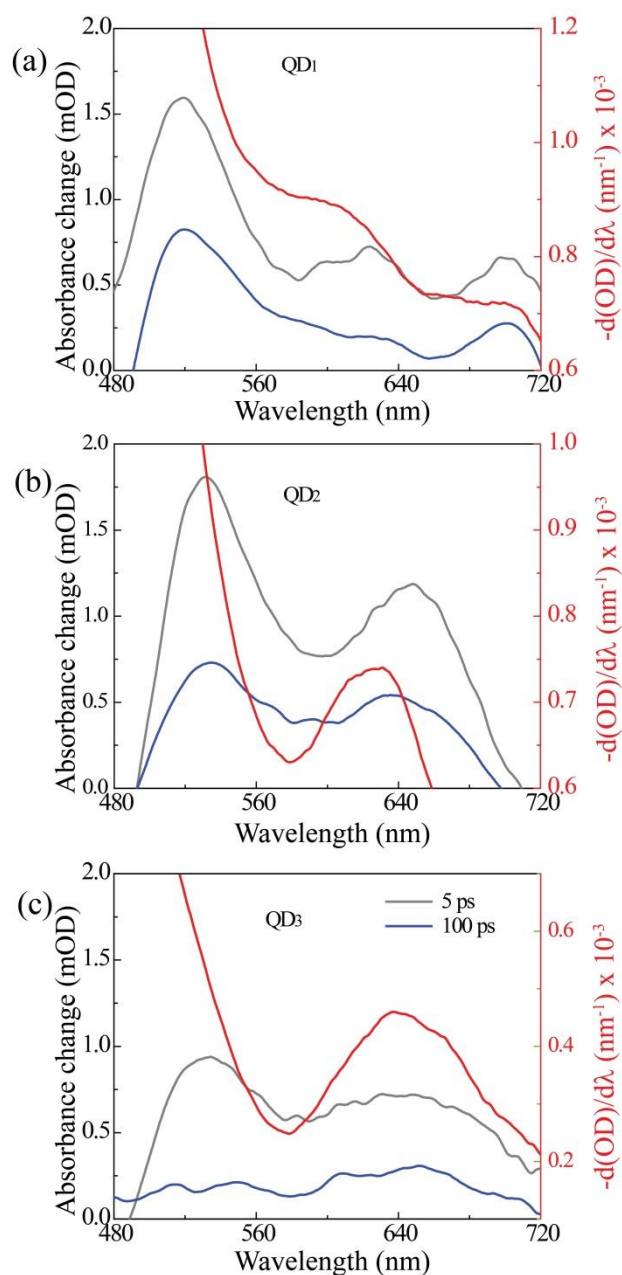 (a)
QD1
2.0
1.5
1.0
0.5
0.0
Absorbance change (mOD)
1.2
1.0
0.8
0.6
-d(OD)/dλ (nm⁻¹) x 10⁻³
480 560 640 720
Wavelength (nm)
(b)
QD2
2.0
1.5
1.0
0.5
0.0
Absorbance change (mOD)
1.0
0.9
0.8
0.7
0.6
-d(OD)/dλ (nm⁻¹) x 10⁻³
480 560 640 720
Wavelength (nm)
(c)
QD3
5 ps
100 ps
2.0
1.5
1.0
0.5
0.0
Absorbance change (mOD)
0.6
0.4
0.2
-d(OD)/dλ (nm⁻¹) x 10⁻³
480 560 640 720
Wavelength (nm)